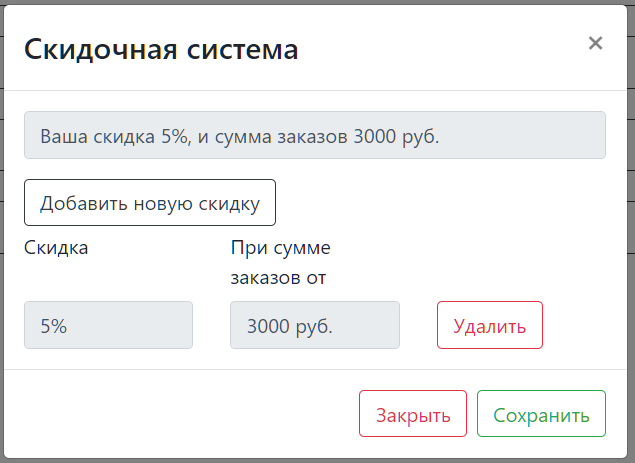 Скидочная система
×
Ваша скидка 5%, и сумма заказов 3000 руб.
Добавить новую скидку
Скидка
При сумме
заказов от
5%
3000 руб.
Удалить
Закрыть
Сохранить